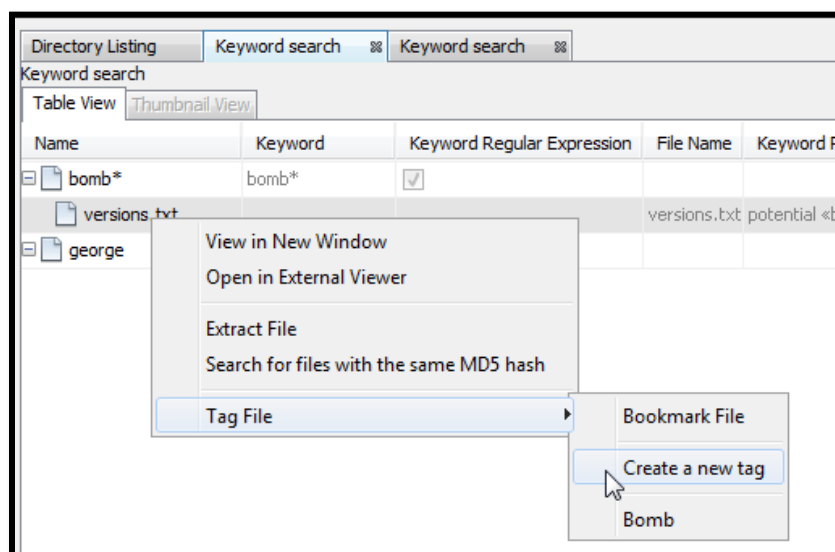 Directory Listing Keyword search Keyword search
Keyword search
Table View Thumbnail View
Name Keyword Keyword Regular Expression File Name Keyword P
bomb* bomb*
versions.txt versions.txt potential «b
george
View in New Window
Open in External Viewer
Extract File
Search for files with the same MD5 hash
Tag File
Bookmark File
Create a new tag
Bomb